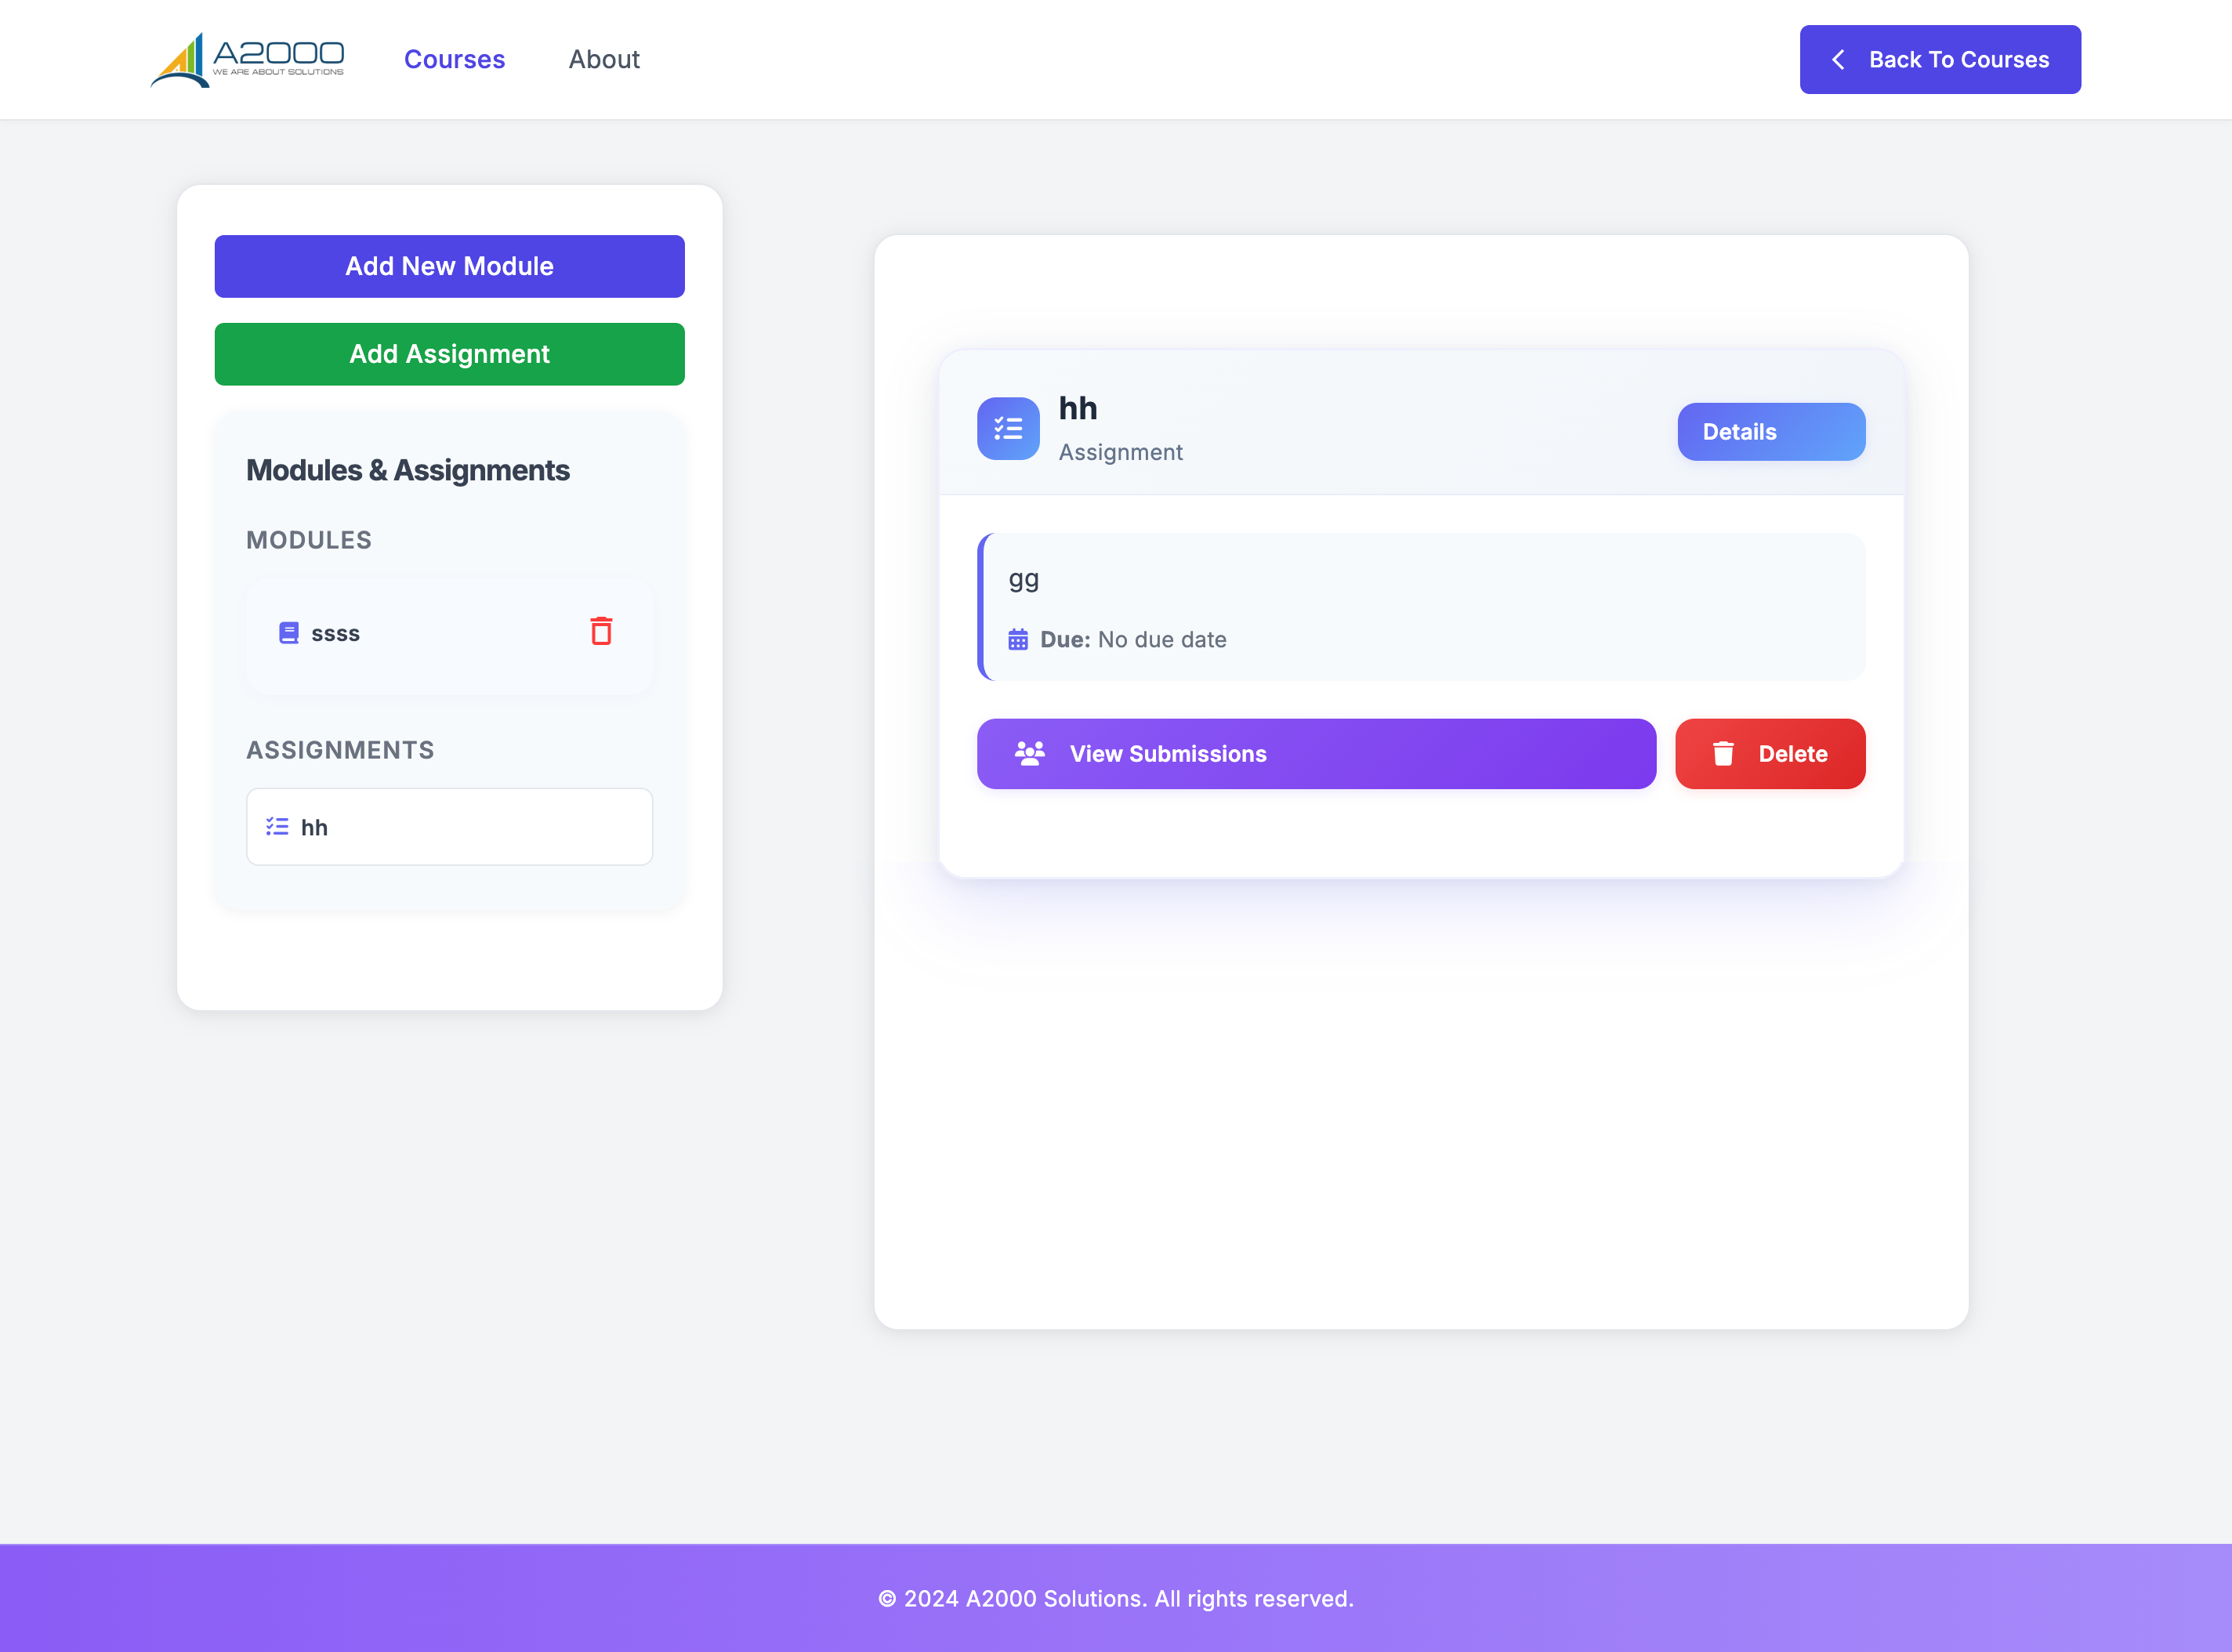 A2000
WE ARE ABOUT SOLUTIONS
Courses
About
Back To Courses
Add New Module
Add Assignment
Modules & Assignments
MODULES
ssss
ASSIGNMENTS
hh
hh
Assignment
Details
gg
Due: No due date
View Submissions
Delete
© 2024 A2000 Solutions. All rights reserved.